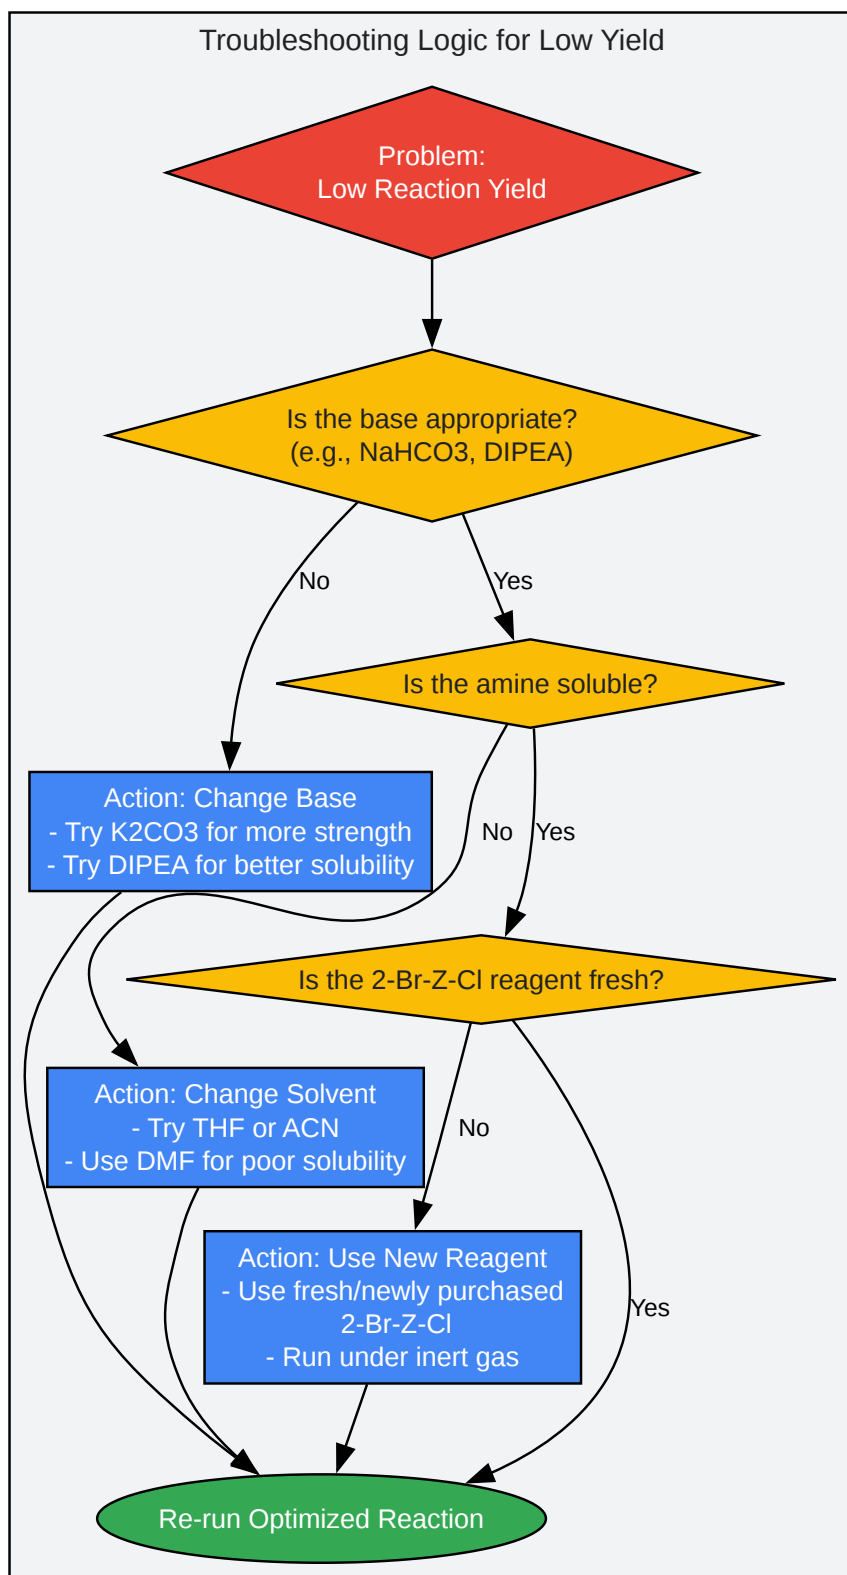 Troubleshooting Logic for Low Yield
Problem:
Low Reaction Yield
Is the base appropriate?
(e.g., NaHCO3, DIPEA)
No
Yes
Is the amine soluble?
Action: Change Base
- Try K2CO3 for more strength
- Try DIPEA for better solubility
No
Yes
Is the 2-Br-Z-Cl reagent fresh?
Action: Change Solvent
- Try THF or ACN
- Use DMF for poor solubility
No
Action: Use New Reagent
- Use fresh/newly purchased
2-Br-Z-Cl
- Run under inert gas
Yes
Re-run Optimized Reaction